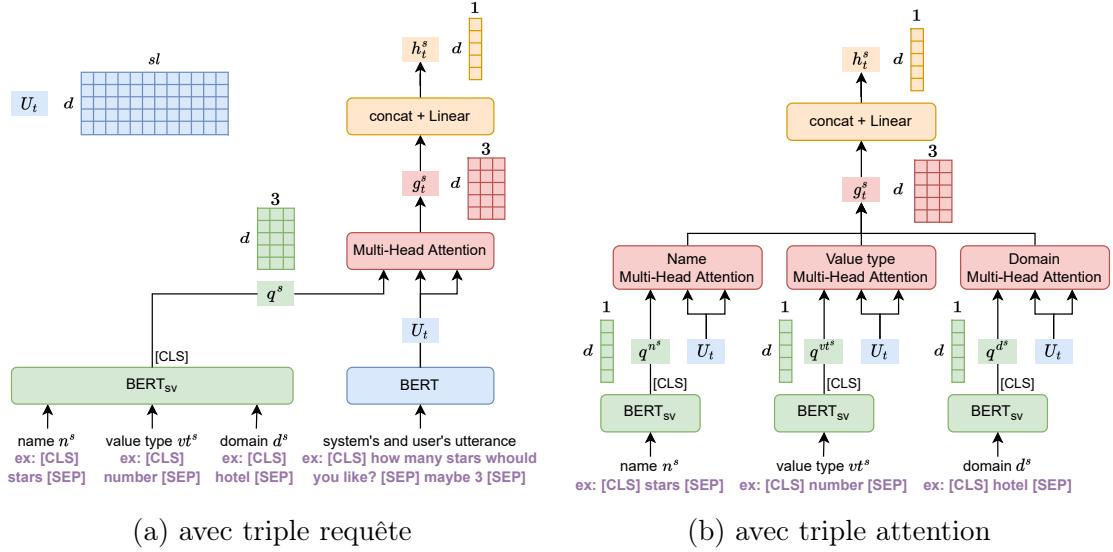 sl
U_t
d
1
h_t^s
d
concat + Linear
3
g_t^s
d
3
d
Multi-Head Attention
q^s
U_t
[CLS]
BERT_sv
BERT
name n^s
ex: [CLS]
stars [SEP]
value type vt^s
ex: [CLS]
number [SEP]
domain d^s
ex: [CLS]
hotel [SEP]
system's and user's utterance
ex: [CLS] how many stars whould
you like? [SEP] maybe 3 [SEP]
(a) avec triple requête
1
h_t^s
d
concat + Linear
3
g_t^s
d
Name
Multi-Head Attention
Value type
Multi-Head Attention
Domain
Multi-Head Attention
1
d
q^{n^s}
U_t
[CLS]
BERT_sv
name n^s
ex: [CLS] stars [SEP]
1
d
q^{vt^s}
U_t
[CLS]
BERT_sv
value type vt^s
ex: [CLS] number [SEP]
1
d
q^{d^s}
U_t
[CLS]
BERT_sv
domain d^s
ex: [CLS] hotel [SEP]
(b) avec triple attention